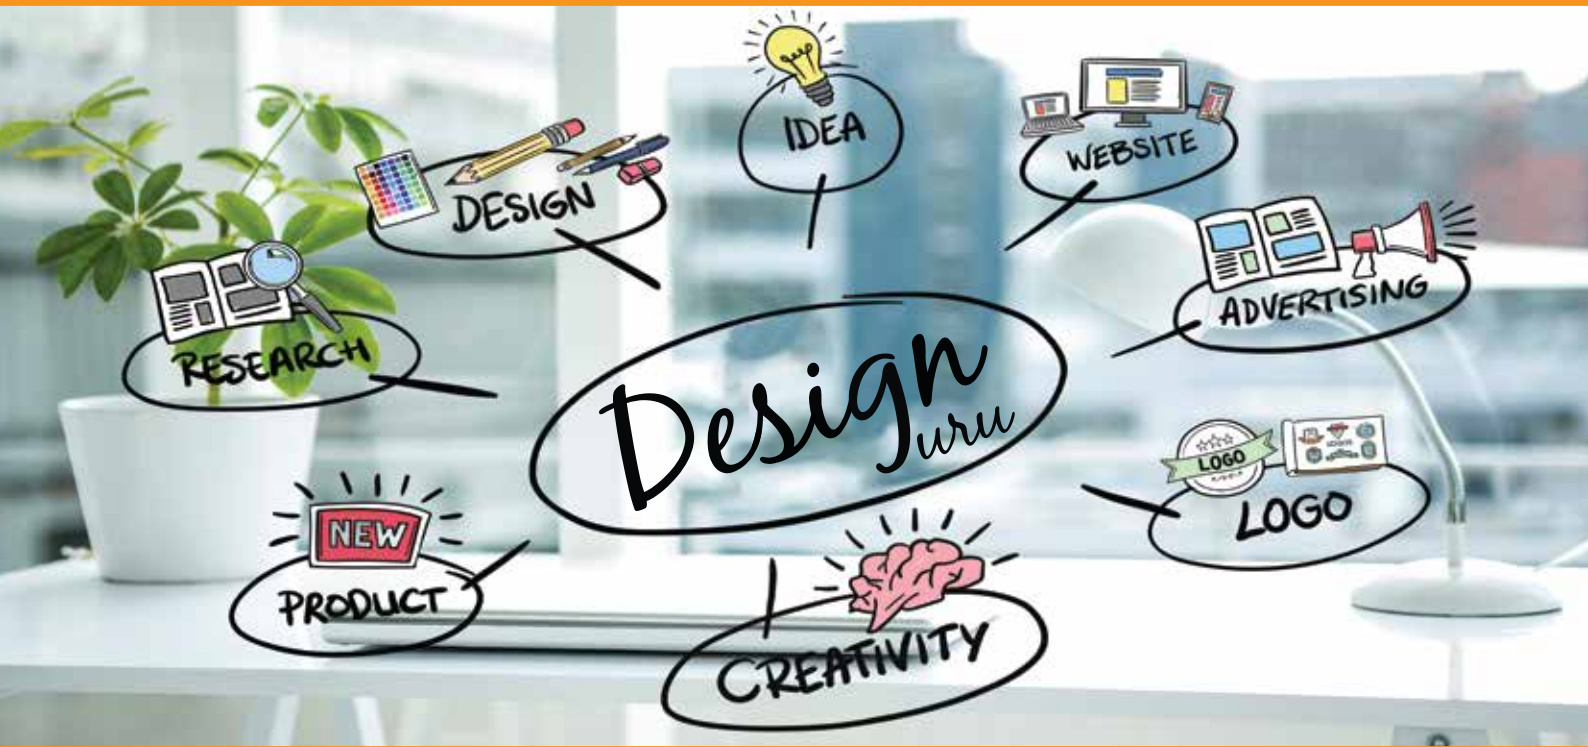 IDEA
WEBSITE
DESIGN
ADVERTISING
RESEARCH
Design
uru
LOGO
LOGO
NEW
PRODUCT
CREATIVITY